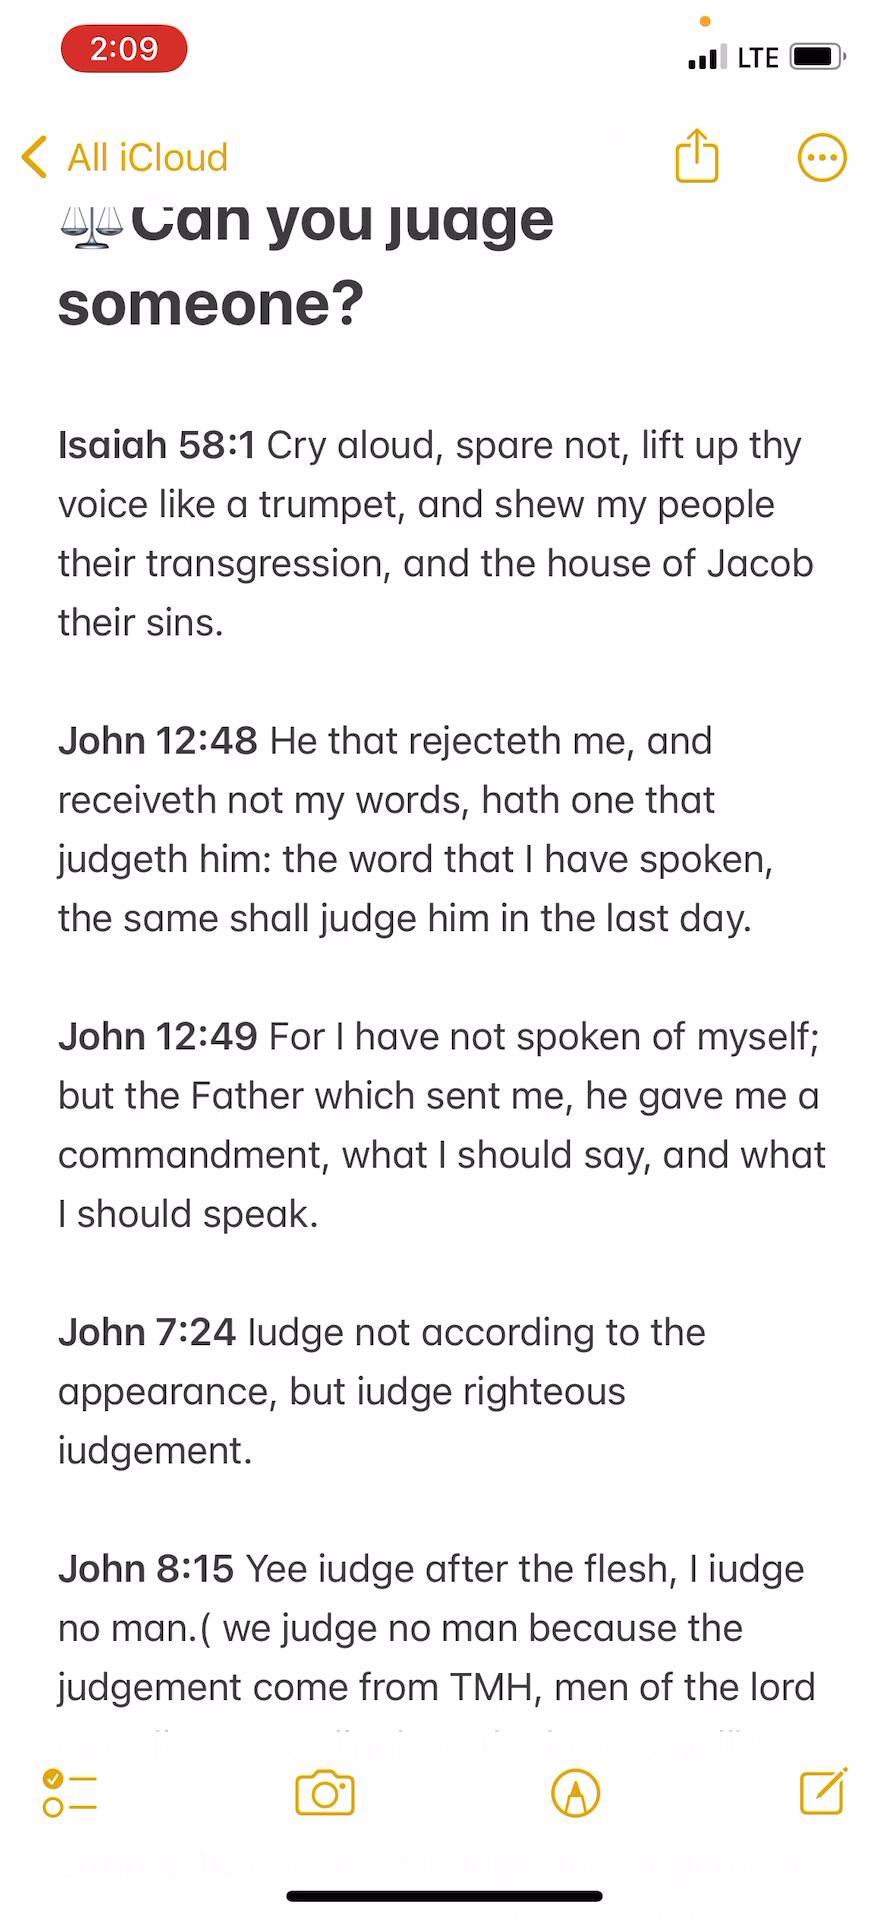 2:09
LTE
All iCloud
⚖️Can you judge
someone?
Isaiah 58:1 Cry aloud, spare not, lift up thy
voice like a trumpet, and shew my people
their transgression, and the house of Jacob
their sins.
John 12:48 He that rejecteth me, and
receiveth not my words, hath one that
judgeth him: the word that I have spoken,
the same shall judge him in the last day.
John 12:49 For I have not spoken of myself;
but the Father which sent me, he gave me a
commandment, what I should say, and what
I should speak.
John 7:24 Iudge not according to the
appearance, but iudge righteous
iudgement.
John 8:15 Yee iudge after the flesh, I iudge
no man.( we judge no man because the
judgement come from TMH, men of the lord